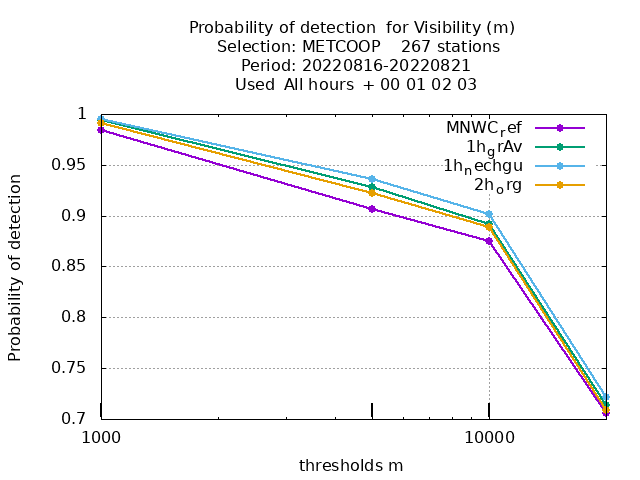 Probability of detection  for Visibility (m)
Selection: METCOOP    267 stations
Period: 20220816-20220821
Used  All hours  + 00 01 02 03
MNWC_ref
1h_grAv
1h_nechgu
2h_org
1
0.95
0.9
0.85
0.8
0.75
0.7
Probability of detection
1000
10000
thresholds m